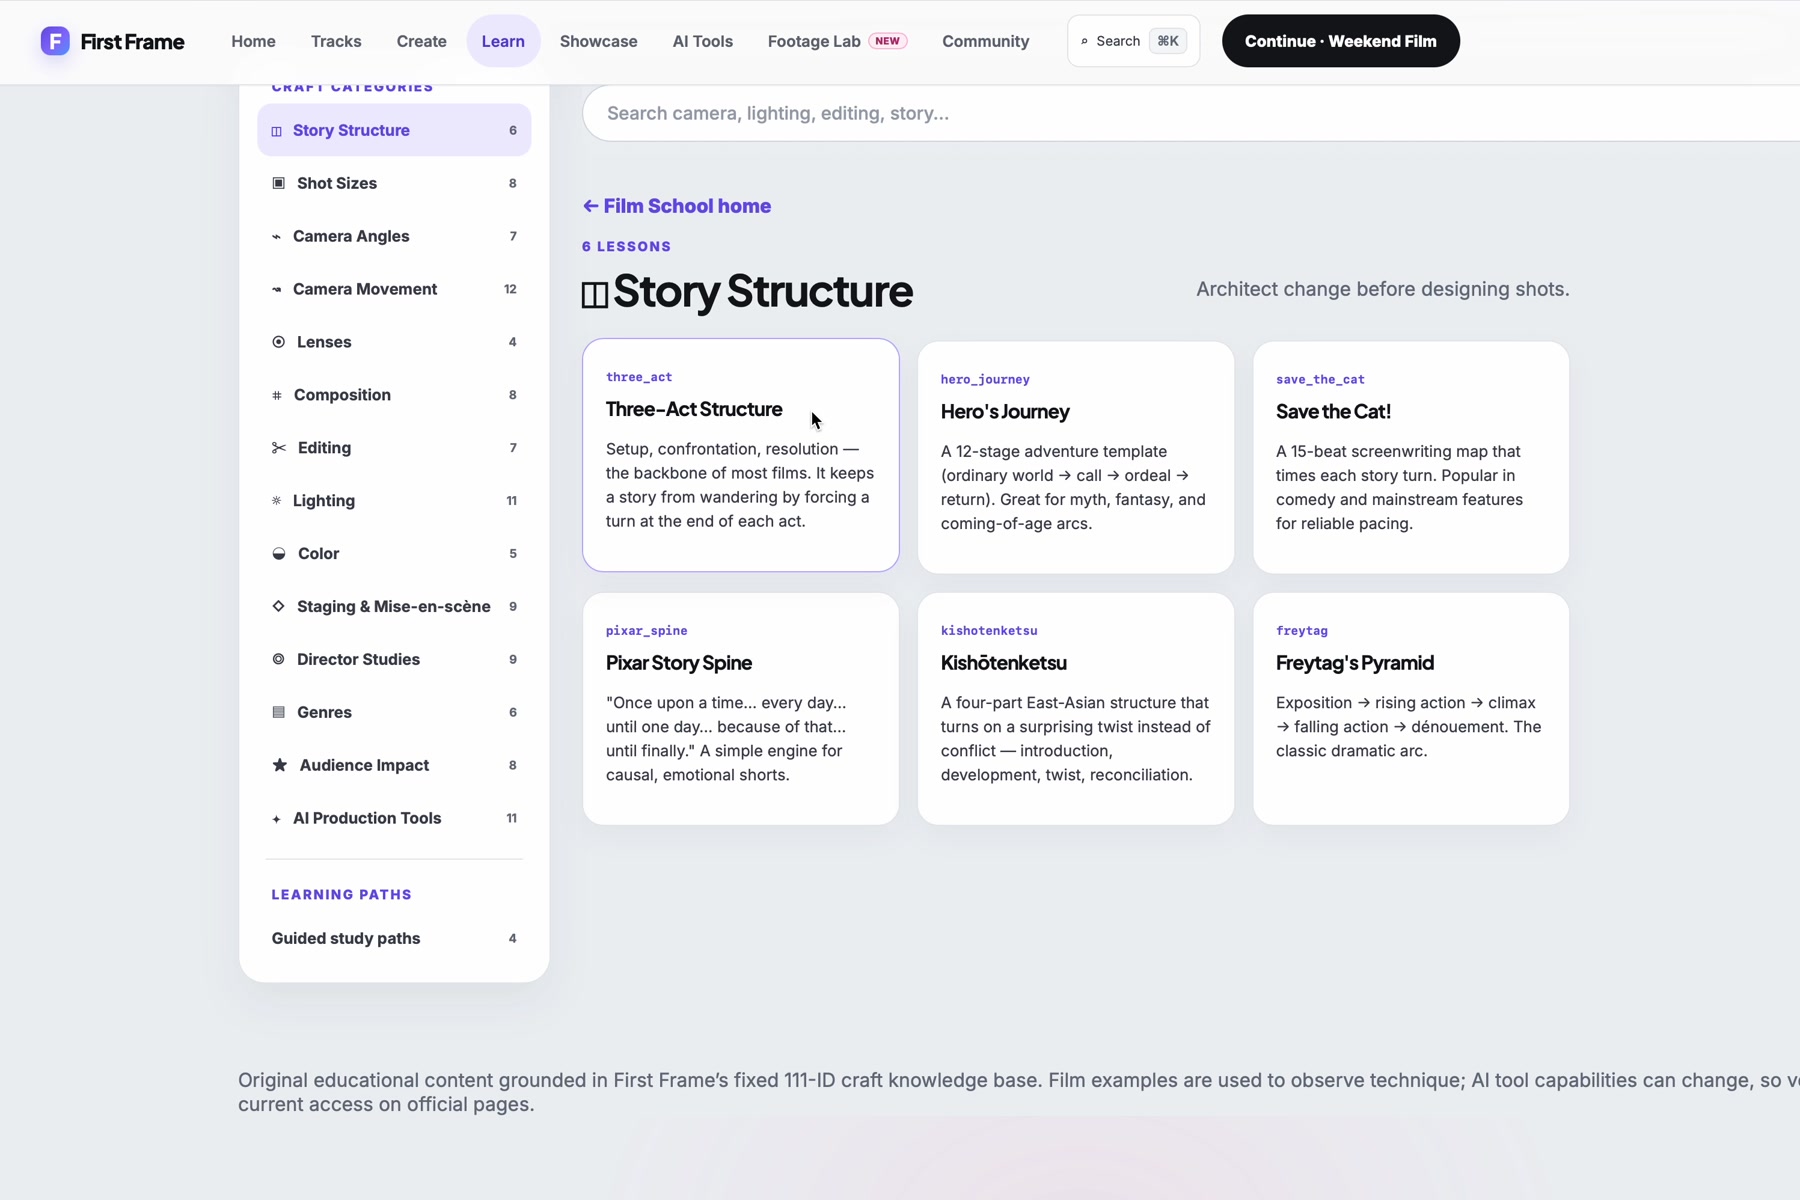 F First Frame
Home
Tracks
Create
Learn
Showcase
AI Tools
Footage Lab NEW
Community
Search ⌘K
Continue · Weekend Film
CRAFT CATEGORIES
Story Structure 6
Shot Sizes 8
Camera Angles 7
Camera Movement 12
Lenses 4
Composition 8
Editing 7
Lighting 11
Color 5
Staging & Mise-en-scène 9
Director Studies 9
Genres 6
Audience Impact 8
AI Production Tools 11
LEARNING PATHS
Guided study paths 4
Search camera, lighting, editing, story...
← Film School home
6 LESSONS
Story Structure
Architect change before designing shots.
three_act
Three-Act Structure
Setup, confrontation, resolution —
the backbone of most films. It keeps
a story from wandering by forcing a
turn at the end of each act.
hero_journey
Hero's Journey
A 12-stage adventure template
(ordinary world → call → ordeal →
return). Great for myth, fantasy, and
coming-of-age arcs.
save_the_cat
Save the Cat!
A 15-beat screenwriting map that
times each story turn. Popular in
comedy and mainstream features
for reliable pacing.
pixar_spine
Pixar Story Spine
"Once upon a time... every day...
until one day... because of that...
until finally." A simple engine for
causal, emotional shorts.
kishotenketsu
Kishōtenketsu
A four-part East-Asian structure that
turns on a surprising twist instead of
conflict — introduction,
development, twist, reconciliation.
freytag
Freytag's Pyramid
Exposition → rising action → climax
→ falling action → dénouement. The
classic dramatic arc.
Original educational content grounded in First Frame’s fixed 111-ID craft knowledge base. Film examples are used to observe technique; AI tool capabilities can change, so
current access on official pages.